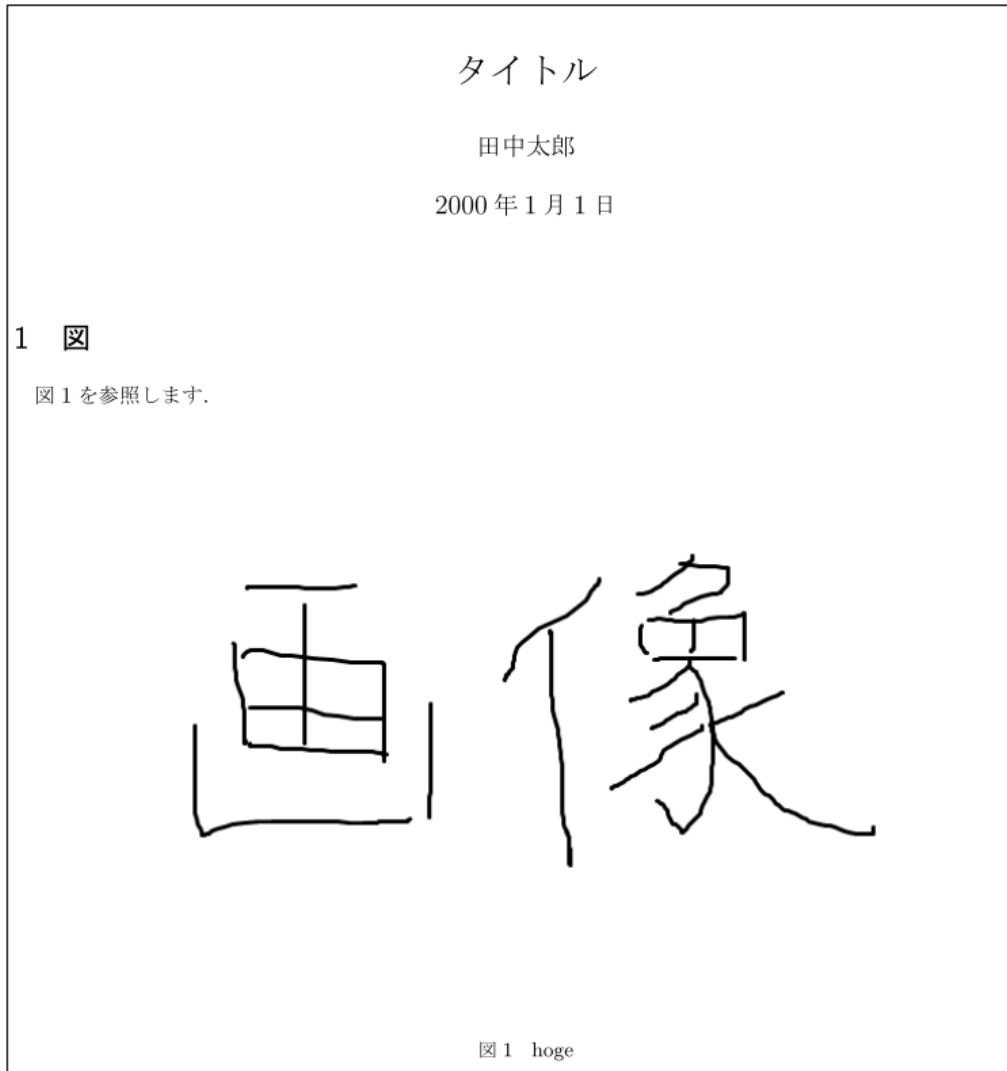 タイトル
田中太郎
2000 年 1 月 1 日
1 図
図 1 を参照します.
画像
図 1 hoge